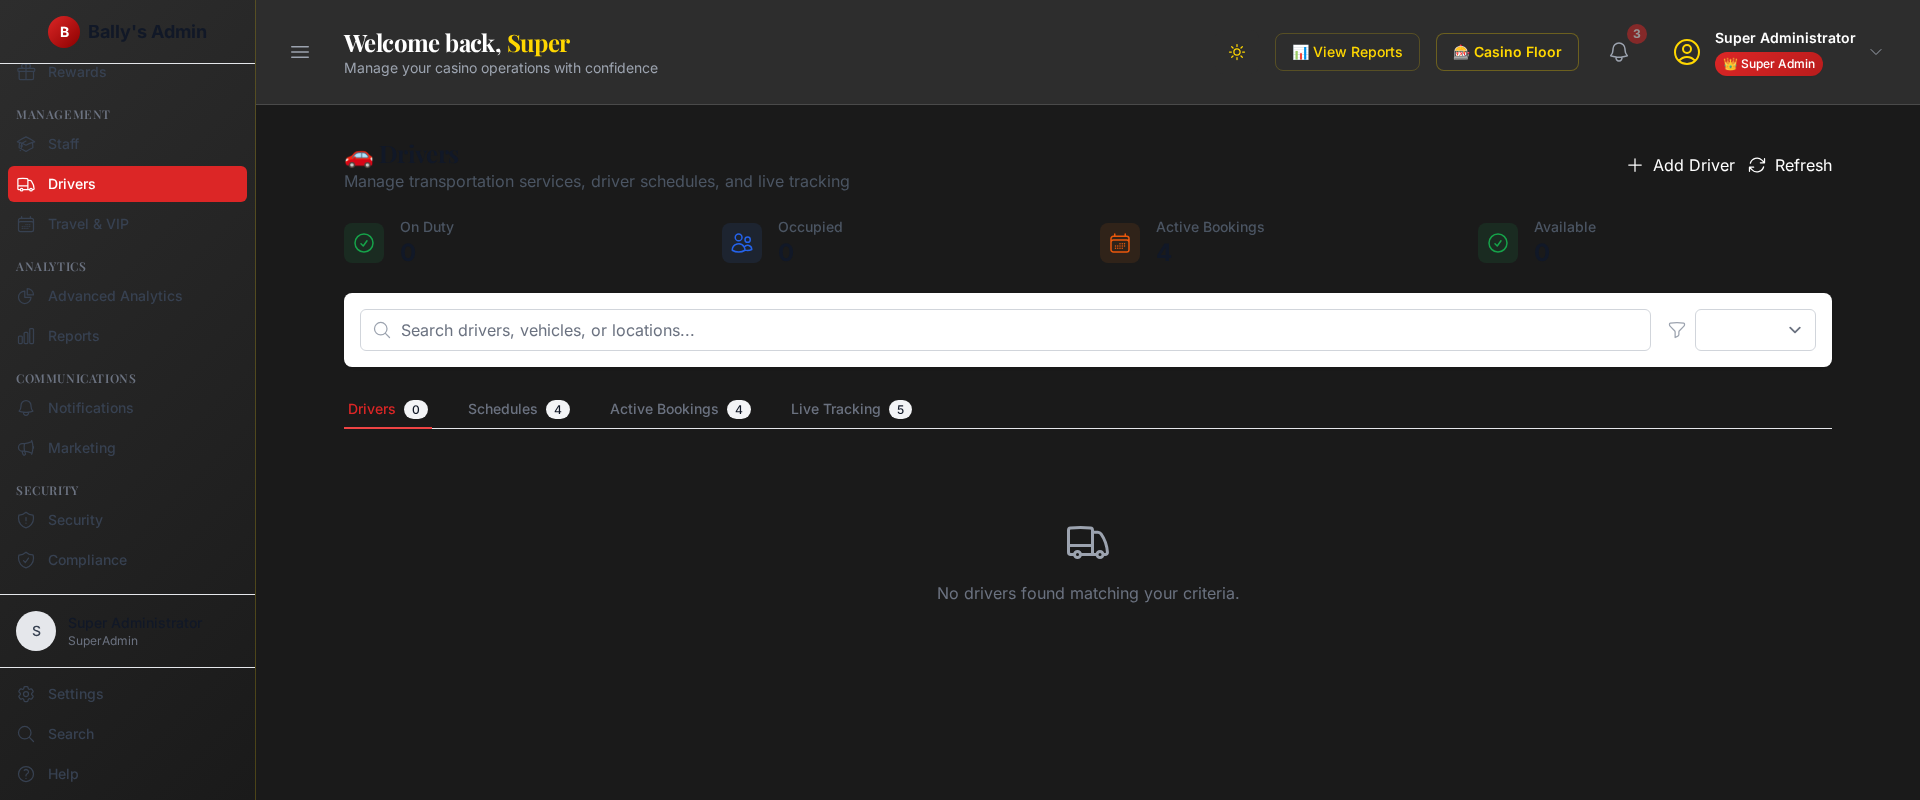 B Bally's Admin
Rewards
MANAGEMENT
Staff
Drivers
Travel & VIP
ANALYTICS
Advanced Analytics
Reports
COMMUNICATIONS
Notifications
Marketing
SECURITY
Security
Compliance
S
Super Administrator
SuperAdmin
Settings
Search
Help
Welcome back, Super
Manage your casino operations with confidence
📊 View Reports
🎰 Casino Floor
3
Super Administrator
👑 Super Admin
🚗 Drivers
Manage transportation services, driver schedules, and live tracking
Add Driver
Refresh
On Duty
0
Occupied
0
Active Bookings
4
Available
0
Search drivers, vehicles, or locations...
Drivers 0
Schedules 4
Active Bookings 4
Live Tracking 5
No drivers found matching your criteria.